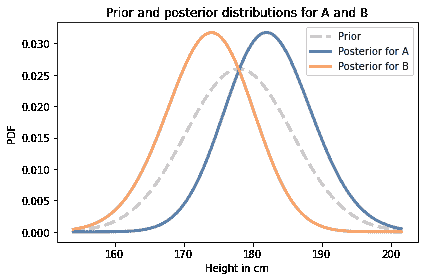 Prior and posterior distributions for A and B
Prior
Posterior for A
Posterior for B
PDF
0.030
0.025
0.020
0.015
0.010
0.005
0.000
160
170
180
190
200
Height in cm